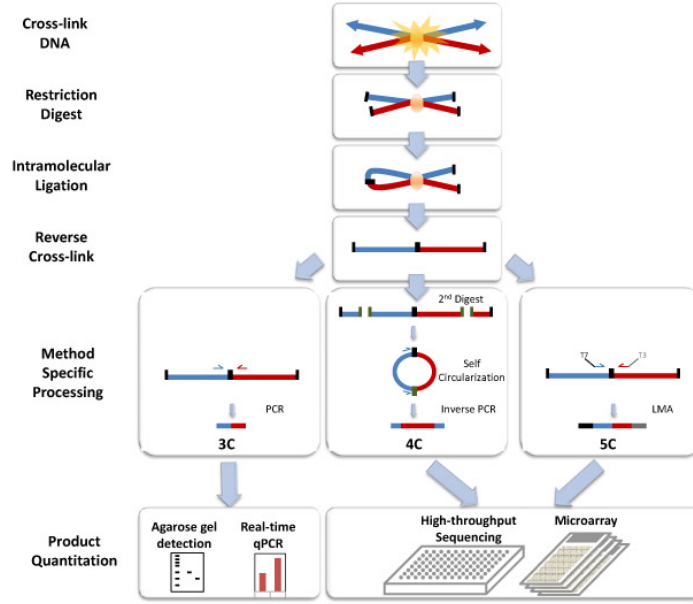 Cross-link
DNA
Restriction
Digest
Intramolecular
Ligation
Reverse
Cross-link
Method
Specific
Processing
PCR
3C
2nd Digest
Self
Circularization
Inverse PCR
4C
T7
T3
LMA
5C
Product
Quantitation
Agarose gel
detection
Real-time
qPCR
High-throughput
Sequencing
Microarray